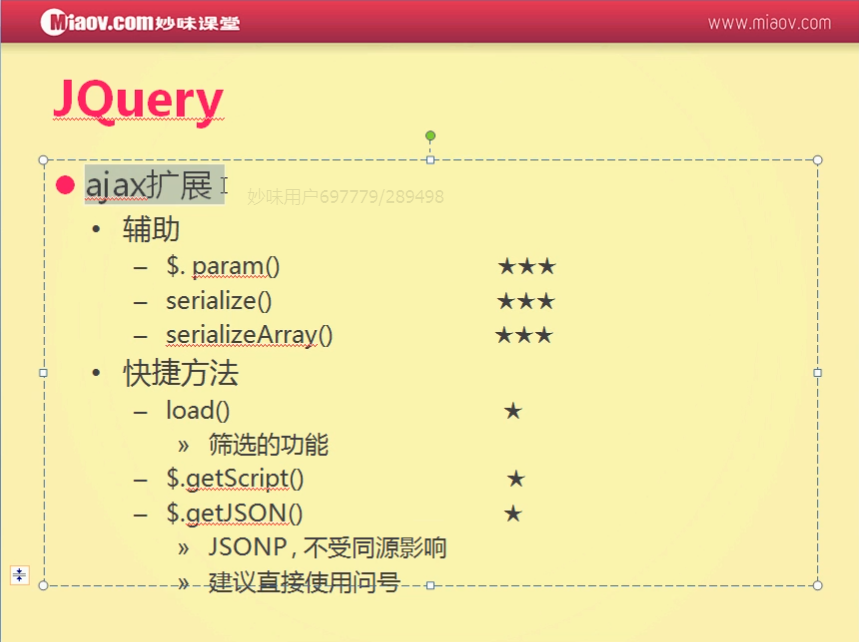 Miaov.com妙味课堂
www.miaov.com
JQuery
ajax扩展
妙味用户697779/289498
• 辅助
– $. param() ★★★
– serialize() ★★★
– serializeArray() ★★★
• 快捷方法
– load() ★
» 筛选的功能
– $.getScript() ★
– $.getJSON() ★
» JSONP , 不受同源影响
» 建议直接使用问号